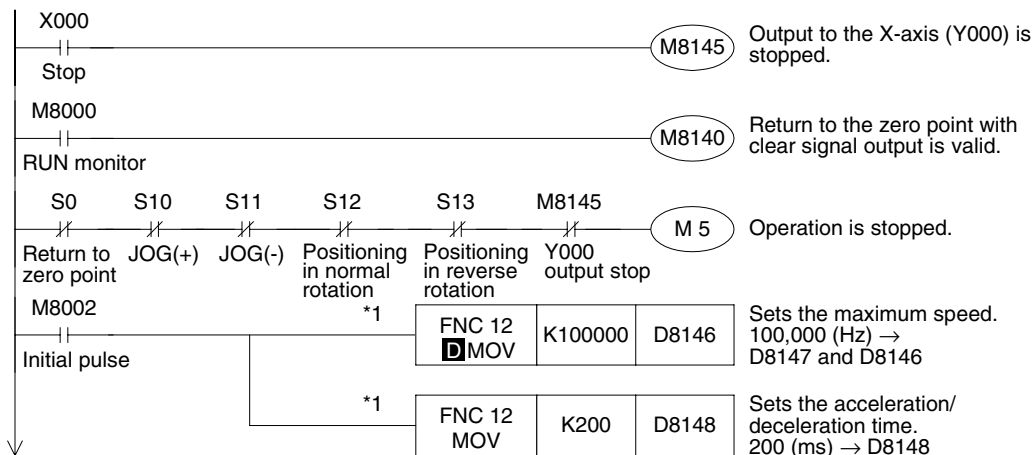 X000
M8145
Output to the X-axis (Y000) is
stopped.
Stop
M8000
M8140
Return to the zero point with
clear signal output is valid.
RUN monitor
S0 S10 S11 S12 S13 M8145
M 5
Operation is stopped.
Return to
zero point
JOG(+)
JOG(-)
Positioning
in normal
rotation
Positioning
in reverse
rotation
Y000
output stop
M8002
Initial pulse
*1
FNC 12
D MOV
K100000
D8146
Sets the maximum speed.
100,000 (Hz) →
D8147 and D8146
*1
FNC 12
MOV
K200
D8148
Sets the acceleration/
deceleration time.
200 (ms) → D8148